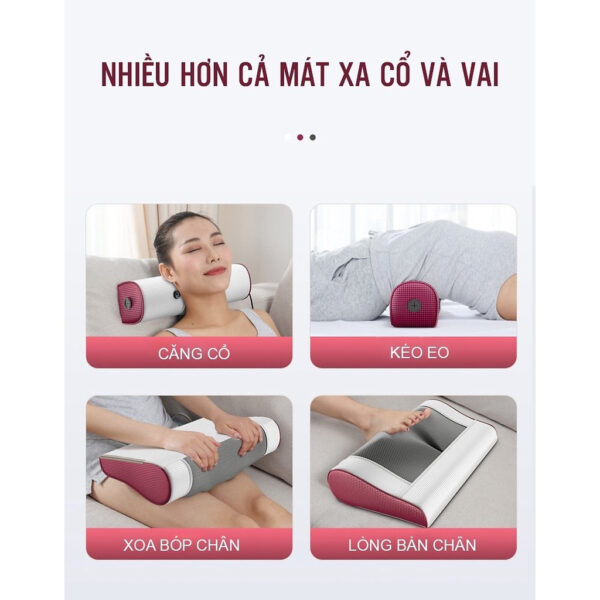 NHIỀU HƠN CẢ MÁT XA CỔ VÀ VAI
CĂNG CỔ
KÉO EO
XOA BÓP CHÂN
LÒNG BÀN CHÂN